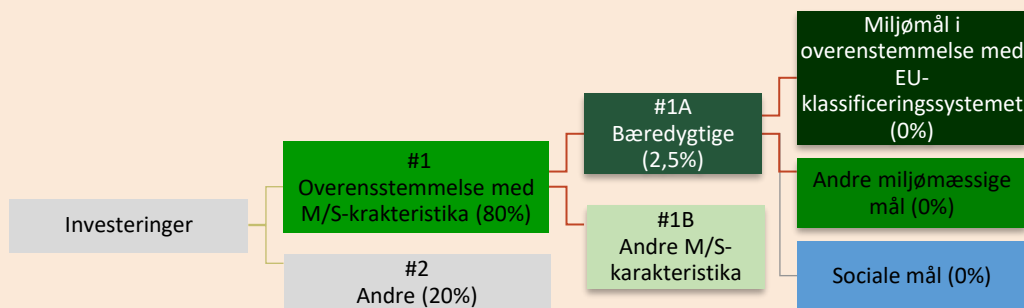 Investeringer
#1
Overensstemmelse med
M/S-krakteristika (80%)
#2
Andre (20%)
#1A
Bæredygtige
(2,5%)
#1B
Andre M/S-
karakteristika
Miljømål i
overenstemmelse med
EU-
klassificeringssystemet
(0%)
Andre miljømæssige
mål (0%)
Sociale mål (0%)